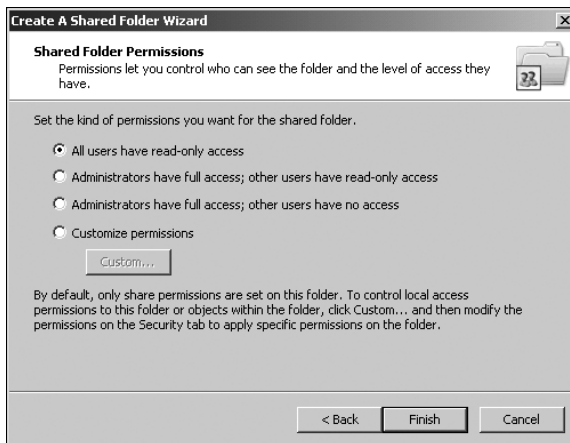 Create A Shared Folder Wizard
Shared Folder Permissions
Permissions let you control who can see the folder and the level of access they
have.
Set the kind of permissions you want for the shared folder.
All users have read-only access
Administrators have full access; other users have read-only access
Administrators have full access; other users have no access
Customize permissions
Custom...
By default, only share permissions are set on this folder. To control local access
permissions to this folder or objects within the folder, click Custom... and then modify the
permissions on the Security tab to apply specific permissions on the folder.
< Back Finish Cancel